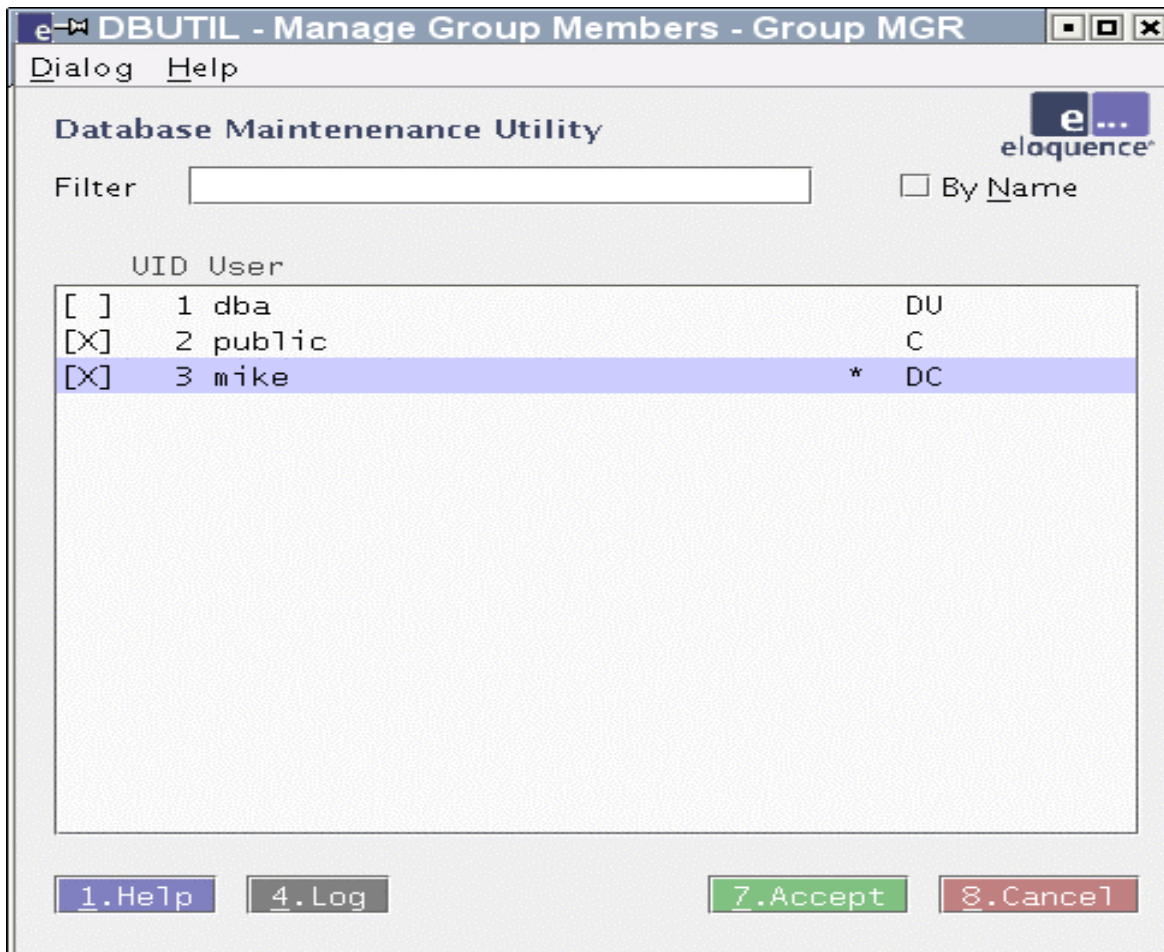 e DBUTIL - Manage Group Members - Group MGR
Dialog Help
Database Maintenenance Utility
e ...
eloquence
Filter
By Name
UID User
[ ] 1 dba DU
[X] 2 public C
[X] 3 mike * DC
1.Help 4.Log 7.Accept 8.Cancel